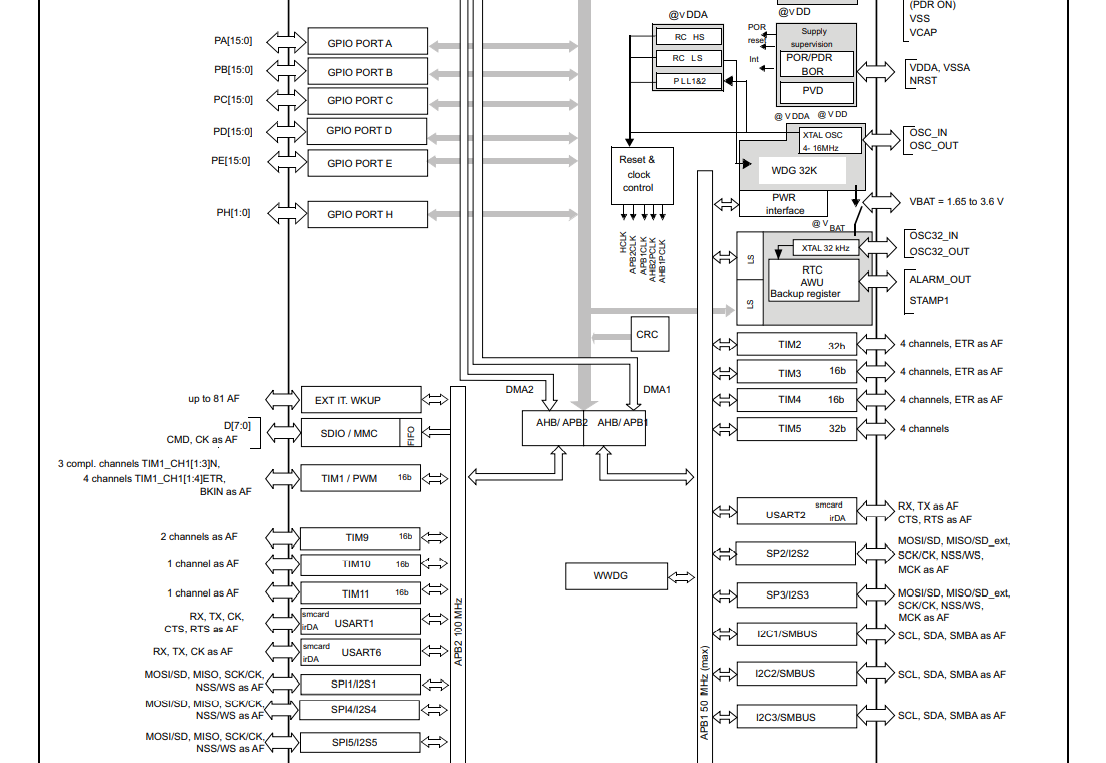 PA[15:0]
GPIO PORT A
PB[15:0]
GPIO PORT B
PC[15:0]
GPIO PORT C
PD[15:0]
GPIO PORT D
PE[15:0]
GPIO PORT E
PH[1:0]
GPIO PORT H
@VDDA
RC HS
RC LS
PLL1&2
@VDD
POR
reset
Int
Supply
supervision
POR/PDR
BOR
PVD
(PDR ON)
VSS
VCAP
VDDA, VSSA
NRST
@VDDA @VDD
XTAL OSC
4- 16MHz
OSC_IN
OSC_OUT
WDG 32K
Reset &
clock
control
HCLK
APB2CLK
APB1CLK
AHB2PCLK
AHB1PCLK
PWR
interface
VBAT = 1.65 to 3.6 V
@ V BAT
LS
LS
XTAL 32 kHz
OSC32_IN
OSC32_OUT
RTC
AWU
Backup register
ALARM_OUT
STAMP1
CRC
TIM2 32b
4 channels, ETR as AF
TIM3 16b
4 channels, ETR as AF
TIM4 16b
4 channels, ETR as AF
TIM5 32b
4 channels
DMA2
DMA1
AHB/ APB2
AHB/ APB1
up to 81 AF
EXT IT. WKUP
D[7:0]
CMD, CK as AF
SDIO / MMC
FIFO
3 compl. channels TIM1_CH1[1:3]N,
4 channels TIM1_CH1[1:4]ETR,
BKIN as AF
TIM1 / PWM 16b
2 channels as AF
TIM9 16b
1 channel as AF
TIM10 16b
1 channel as AF
TIM11 16b
RX, TX, CK,
CTS, RTS as AF
smcard
irDA
USART1
RX, TX, CK as AF
smcard
irDA
USART6
MOSI/SD, MISO, SCK/CK,
NSS/WS as AF
SPI1/I2S1
MOSI/SD, MISO, SCK/CK,
NSS/WS as AF
SPI4/I2S4
MOSI/SD, MISO, SCK/CK,
NSS/WS as AF
SPI5/I2S5
APB2 100 MHz
WWDG
APB1 50 MHz (max)
USART2
smcard
irDA
RX, TX as AF
CTS, RTS as AF
SP2/I2S2
MOSI/SD, MISO/SD_ext,
SCK/CK, NSS/WS,
MCK as AF
SP3/I2S3
MOSI/SD, MISO/SD_ext,
SCK/CK, NSS/WS,
MCK as AF
I2C1/SMBUS
SCL, SDA, SMBA as AF
I2C2/SMBUS
SCL, SDA, SMBA as AF
I2C3/SMBUS
SCL, SDA, SMBA as AF